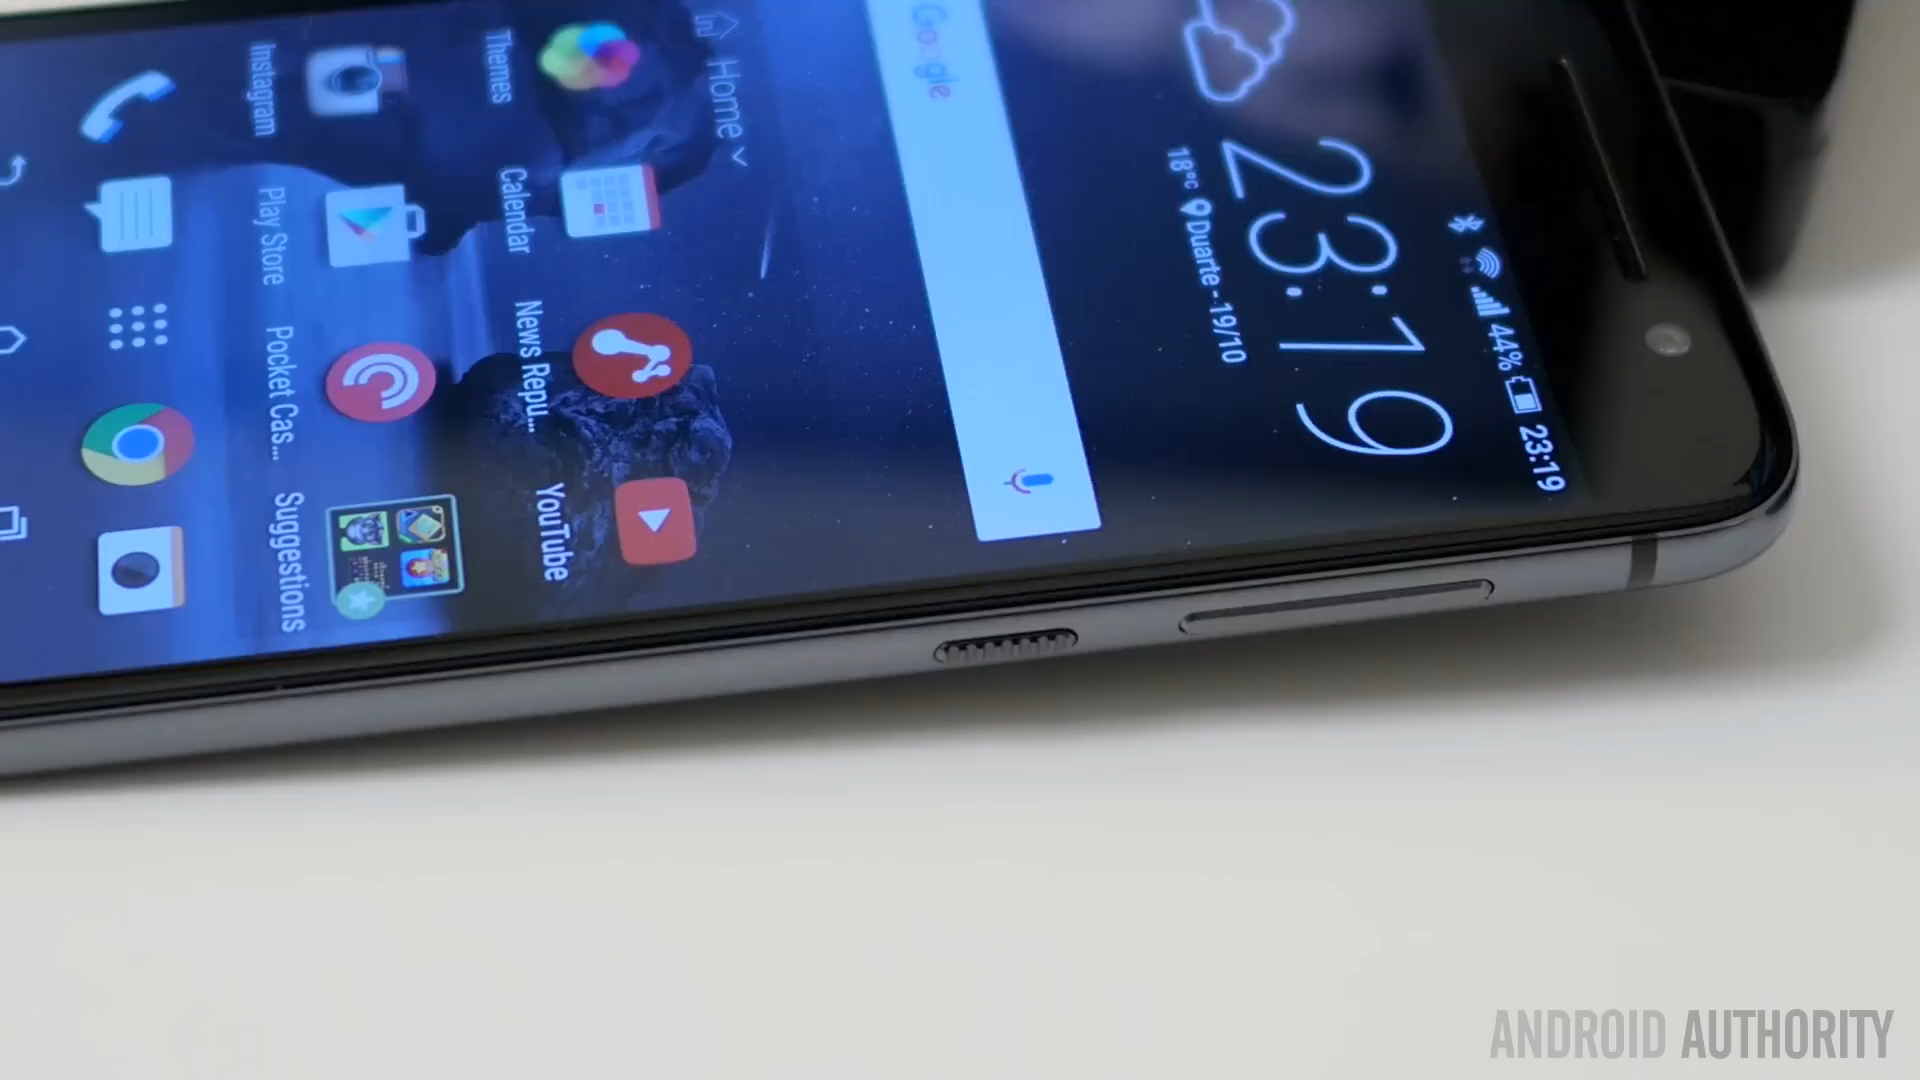 44% 23:19
23:19
18°C Duarte - 19/10
Google
Home
Themes
Calendar
News Repu...
YouTube
Instagram
Play Store
Pocket Cas...
Suggestions
ANDROID AUTHORITY